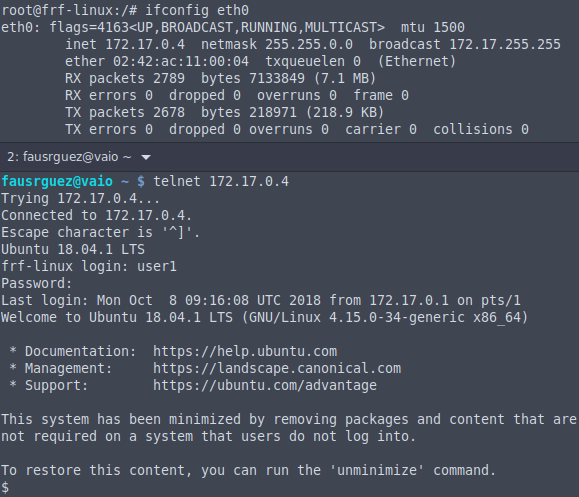 root@frf-linux:/# ifconfig eth0
eth0: flags=4163<UP,BROADCAST,RUNNING,MULTICAST>  mtu 1500
        inet 172.17.0.4  netmask 255.255.0.0  broadcast 172.17.255.255
        ether 02:42:ac:11:00:04  txqueuelen 0  (Ethernet)
        RX packets 2789  bytes 7133849 (7.1 MB)
        RX errors 0  dropped 0  overruns 0  frame 0
        TX packets 2678  bytes 218971 (218.9 KB)
        TX errors 0  dropped 0 overruns 0  carrier 0  collisions 0
2: fausrguez@vaio ~
fausrguez@vaio ~ $ telnet 172.17.0.4
Trying 172.17.0.4...
Connected to 172.17.0.4.
Escape character is '^]'.
Ubuntu 18.04.1 LTS
frf-linux login: user1
Password:
Last login: Mon Oct  8 09:16:08 UTC 2018 from 172.17.0.1 on pts/1
Welcome to Ubuntu 18.04.1 LTS (GNU/Linux 4.15.0-34-generic x86_64)

 * Documentation:  https://help.ubuntu.com
 * Management:     https://landscape.canonical.com
 * Support:        https://ubuntu.com/advantage

This system has been minimized by removing packages and content that are
not required on a system that users do not log into.

To restore this content, you can run the 'unminimize' command.
$